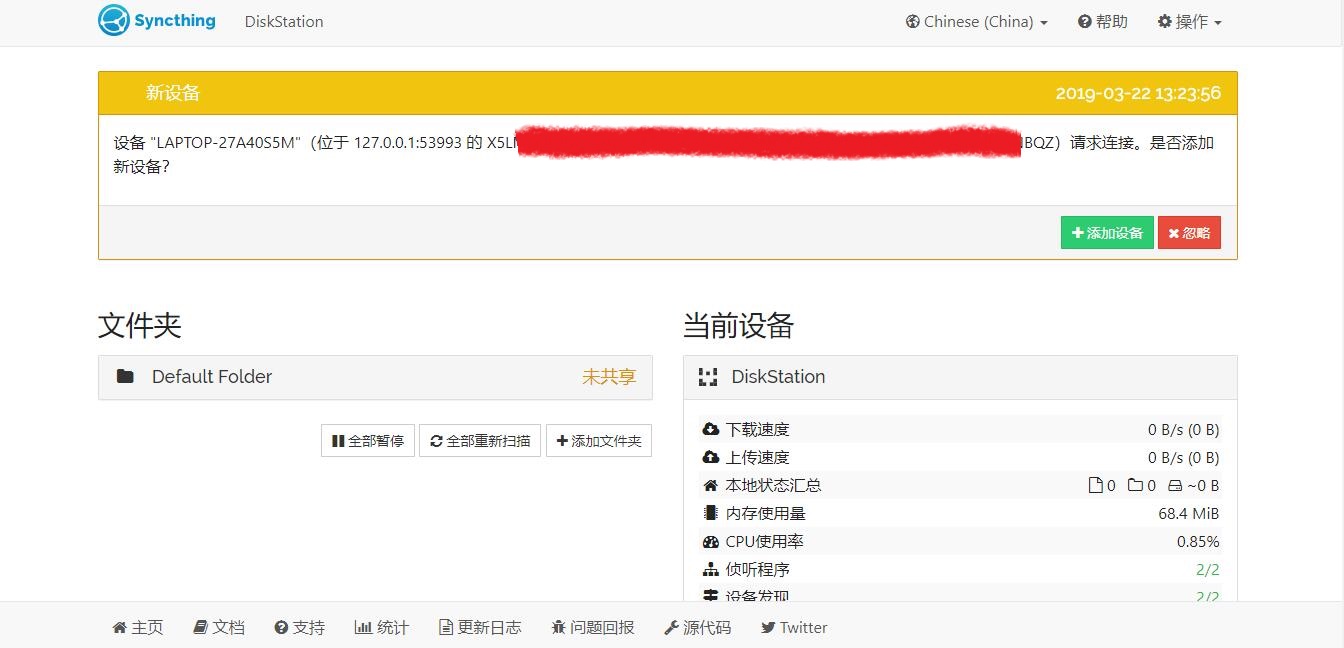 Syncthing DiskStation Chinese (China) 帮助 操作
新设备 2019-03-22 13:23:56
设备 "LAPTOP-27A40S5M"（位于 127.0.0.1:53993 的 X5L BQZ）请求连接。是否添加
新设备？
添加设备 忽略
文件夹
Default Folder 未共享
全部暂停 全部重新扫描 添加文件夹
当前设备
DiskStation
下载速度 0 B/s (0 B)
上传速度 0 B/s (0 B)
本地状态汇总 0 0 ~0 B
内存使用量 68.4 MiB
CPU使用率 0.85%
侦听程序 2/2
设备发现 2/2
主页 文档 支持 统计 更新日志 问题回报 源代码 Twitter